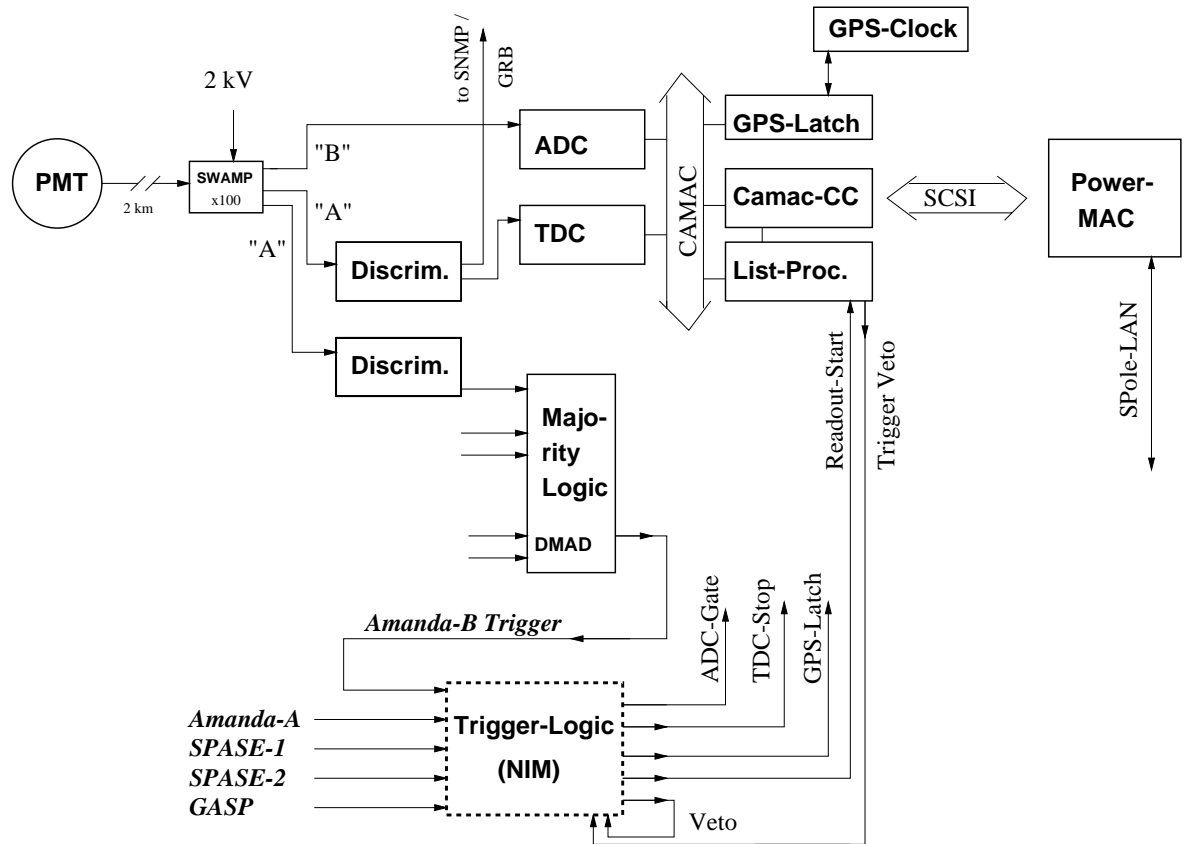 GPS-Clock
to SNMP /
GRB
2 kV
GPS-Latch
"B"
ADC
PMT
SWAMP
x100
2 km
"A"
CAMAC
Camac-CC
SCSI
Power-
MAC
TDC
"A"
Discrim.
List-Proc.
Discrim.
Readout-Start
Trigger Veto
SPole-LAN
Majo-
rity
Logic
DMAD
Amanda-B Trigger
ADC-Gate
TDC-Stop
GPS-Latch
Amanda-A
SPASE-1
SPASE-2
GASP
Trigger-Logic
(NIM)
Veto